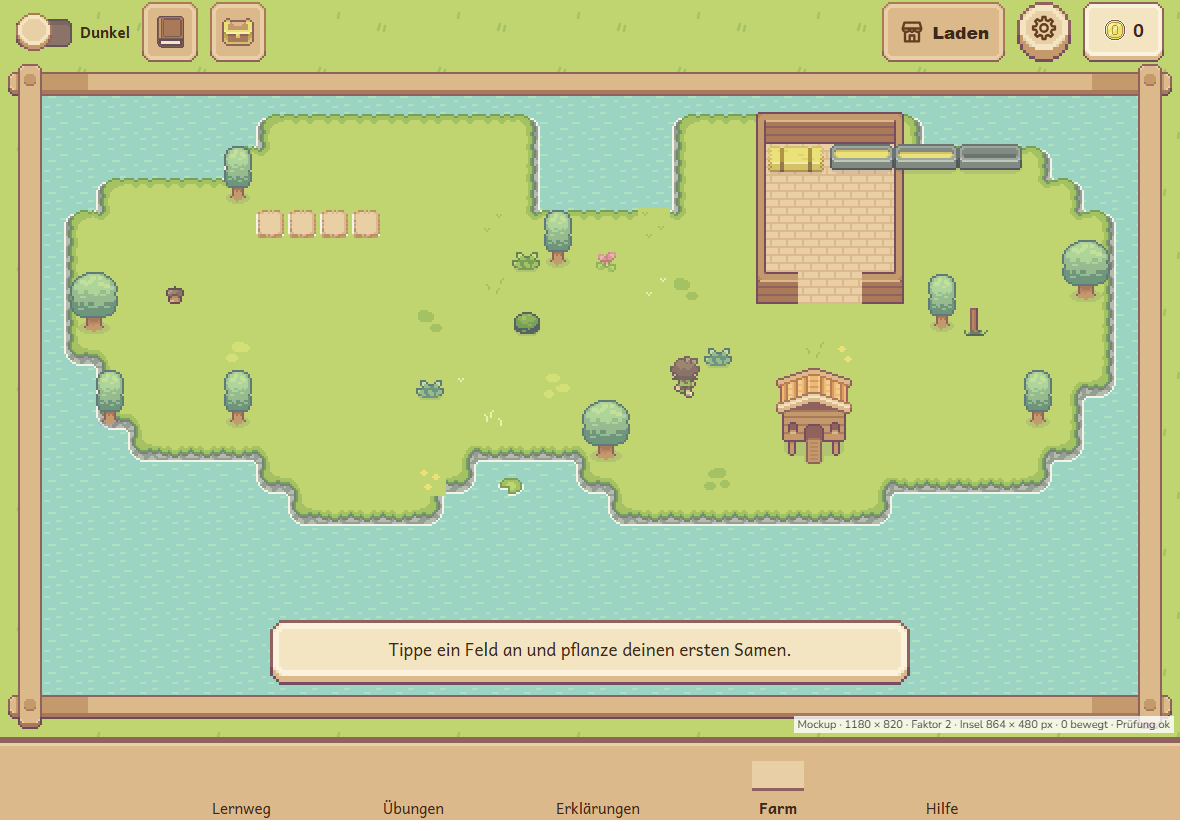 Dunkel
Laden
0
Tippe ein Feld an und pflanze deinen ersten Samen.
Mockup · 1180 × 820 · Faktor 2 · Insel 864 × 480 px · 0 bewegt · Prüfung ok
Lernweg
Übungen
Erklärungen
Farm
Hilfe